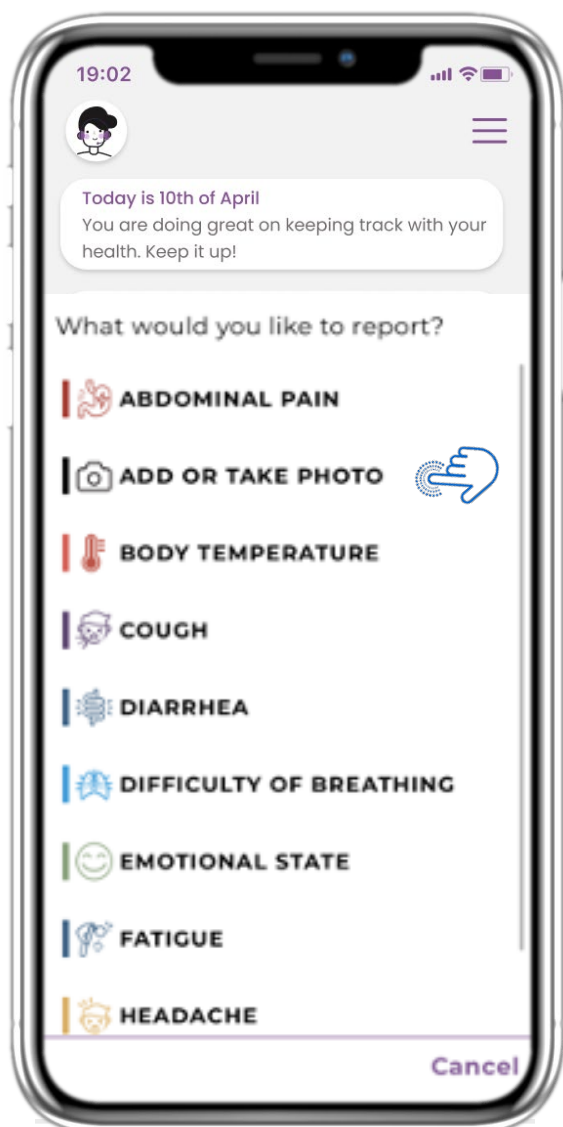 19:02
Today is 10th of April
You are doing great on keeping track with your
health. Keep it up!
What would you like to report?
ABDOMINAL PAIN
ADD OR TAKE PHOTO
BODY TEMPERATURE
COUGH
DIARRHEA
DIFFICULTY OF BREATHING
EMOTIONAL STATE
FATIGUE
HEADACHE
Cancel